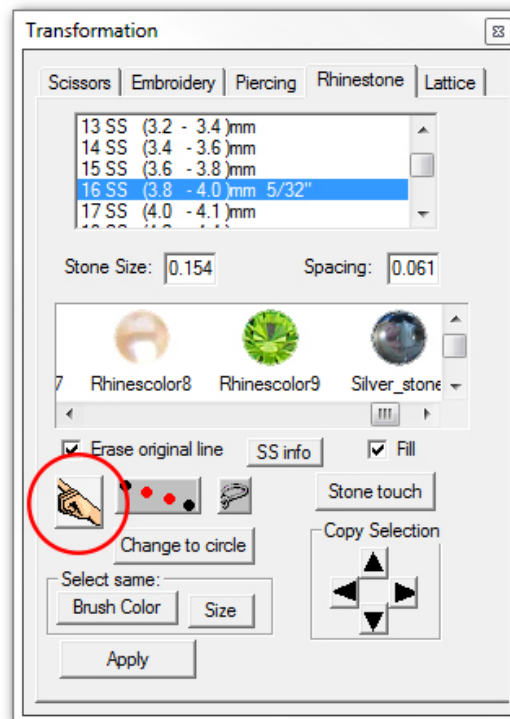 Transformation
Scissors Embroidery Piercing Rhinestone Lattice
13 SS (3.2 - 3.4 )mm
14 SS (3.4 - 3.6 )mm
15 SS (3.6 - 3.8 )mm
16 SS (3.8 - 4.0 )mm 5/32"
17 SS (4.0 - 4.1 )mm
Stone Size: 0.154 Spacing: 0.061
7 Rhinescolor8 Rhinescolor9 Silver_stone
Erase original line SS info Fill
Stone touch
Change to circle
Copy Selection
Select same:
Brush Color Size
Apply